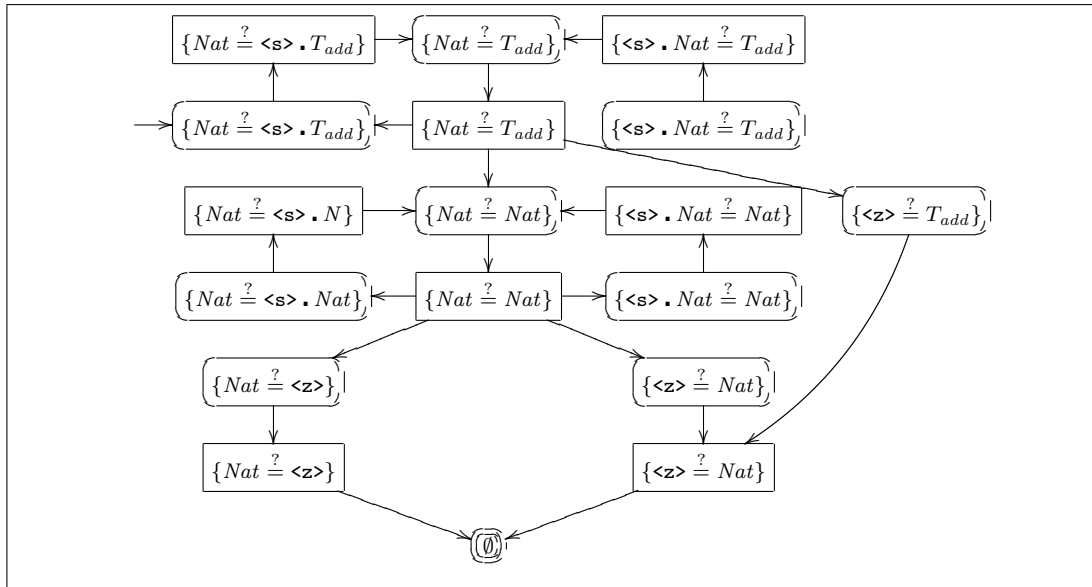 {Nat ≟ <s>.T_add} {Nat ≟ T_add} {<s>.Nat ≟ T_add}
{Nat ≟ <s>.T_add} {Nat ≟ T_add} {<s>.Nat ≟ T_add}
{Nat ≟ <s>.N} {Nat ≟ Nat} {<s>.Nat ≟ Nat} {<z> ≟ T_add}
{Nat ≟ <s>.Nat} {Nat ≟ Nat} {<s>.Nat ≟ Nat}
{Nat ≟ <z>} {<z> ≟ Nat}
{Nat ≟ <z>} {<z> ≟ Nat}
∅